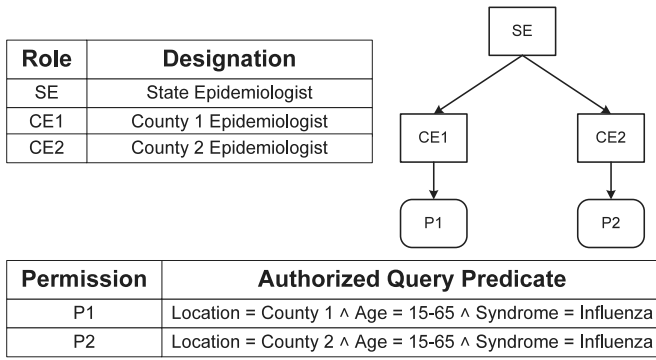 Role Designation
SE State Epidemiologist
CE1 County 1 Epidemiologist
CE2 County 2 Epidemiologist
SE
CE1 CE2
P1 P2
Permission Authorized Query Predicate
P1 Location = County 1 ∧ Age = 15-65 ∧ Syndrome = Influenza
P2 Location = County 2 ∧ Age = 15-65 ∧ Syndrome = Influenza